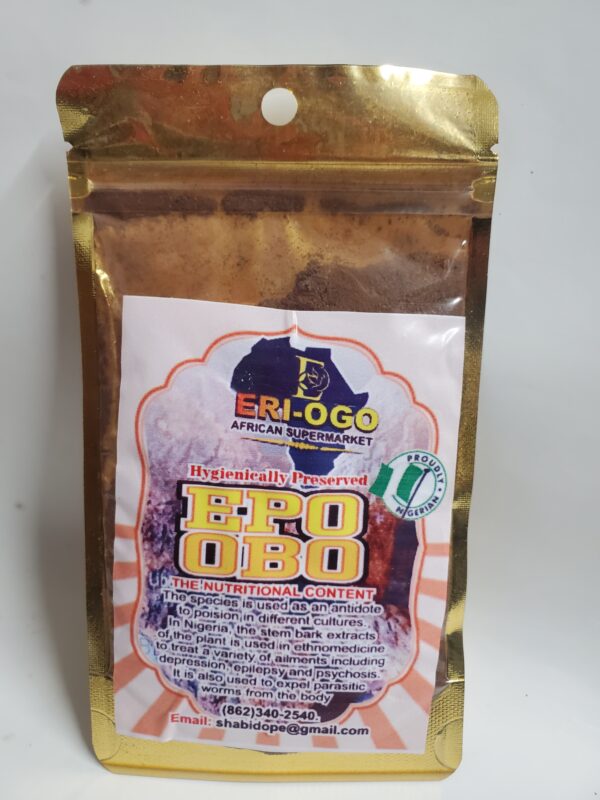 E
ERI-OGO
AFRICAN SUPERMARKET
Hygienically Preserved
PROUDLY
NIGERIAN
EPO
OBO
THE NUTRITIONAL CONTENT
The species is used as an antidote
to poision in different cultures.
In Nigeria, the stem bark extracts
of the plant is used in ethnomedicine
to treat a variety of ailments including
depression, epilepsy and psychosis.
It is also used to expel parasitic
worms from the body
(862)340-2540.
Email: shabidope@gmail.com